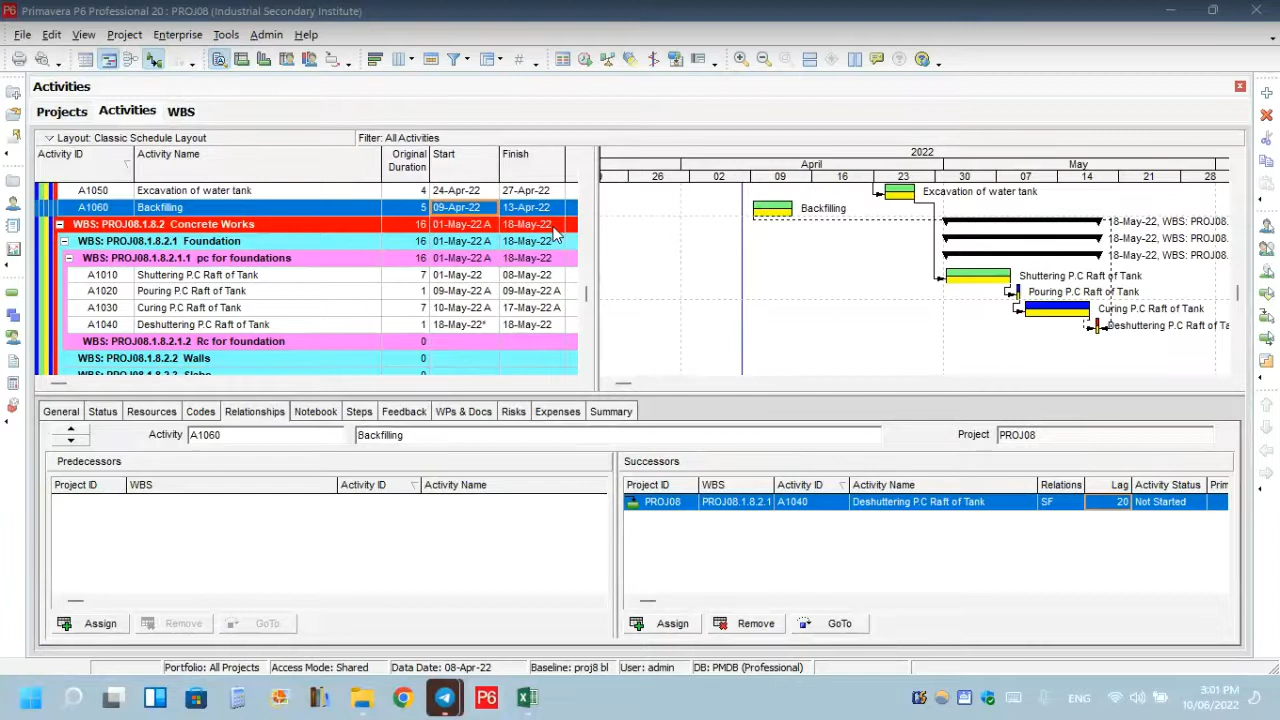 P6 Primavera P6 Professional 20 : PROJ08 (Industrial Secondary Institute)
File Edit View Project Enterprise Tools Admin Help
Activities
Projects Activities WBS
Layout: Classic Schedule Layout Filter: All Activities
Activity ID Activity Name Original Duration Start Finish
2022
April May
26 02 09 16 23 30 07 14 21 28
A1050 Excavation of water tank 4 24-Apr-22 27-Apr-22 Excavation of water tank
A1060 Backfilling 5 09-Apr-22 13-Apr-22 Backfilling
WBS: PROJ08.1.8.2 Concrete Works 16 01-May-22 A 18-May-22 18-May-22, WBS: PROJ08.
WBS: PROJ08.1.8.2.1 Foundation 16 01-May-22 A 18-May-22 18-May-22, WBS: PROJ08.
WBS: PROJ08.1.8.2.1.1 pc for foundations 16 01-May-22 A 18-May-22 18-May-22, WBS: PROJ08.
A1010 Shuttering P.C Raft of Tank 7 01-May-22 A 08-May-22 Shuttering P.C Raft of Tank
A1020 Pouring P.C Raft of Tank 1 09-May-22 A 09-May-22 A Pouring P.C Raft of Tank
A1030 Curing P.C Raft of Tank 7 10-May-22 A 17-May-22 A Curing P.C Raft of Tank
A1040 Deshuttering P.C Raft of Tank 1 18-May-22* 18-May-22 Deshuttering P.C Raft of Ta
WBS: PROJ08.1.8.2.1.2 Rc for foundation 0
WBS: PROJ08.1.8.2.2 Walls 0
General Status Resources Codes Relationships Notebook Steps Feedback WPs & Docs Risks Expenses Summary
Activity A1060 Backfilling Project PROJ08
Predecessors Successors
Project ID WBS Activity ID Activity Name
Project ID WBS Activity ID Activity Name Relations Lag Activity Status Prim
PROJ08 PROJ08.1.8.2.1 A1040 Deshuttering P.C Raft of Tank SF 20 Not Started
Assign Remove GoTo Assign Remove GoTo
Portfolio: All Projects Access Mode: Shared Data Date: 08-Apr-22 Baseline: proj8 bl User: admin DB: PMDB (Professional)
P6 ENG 3:01 PM
10/06/2022